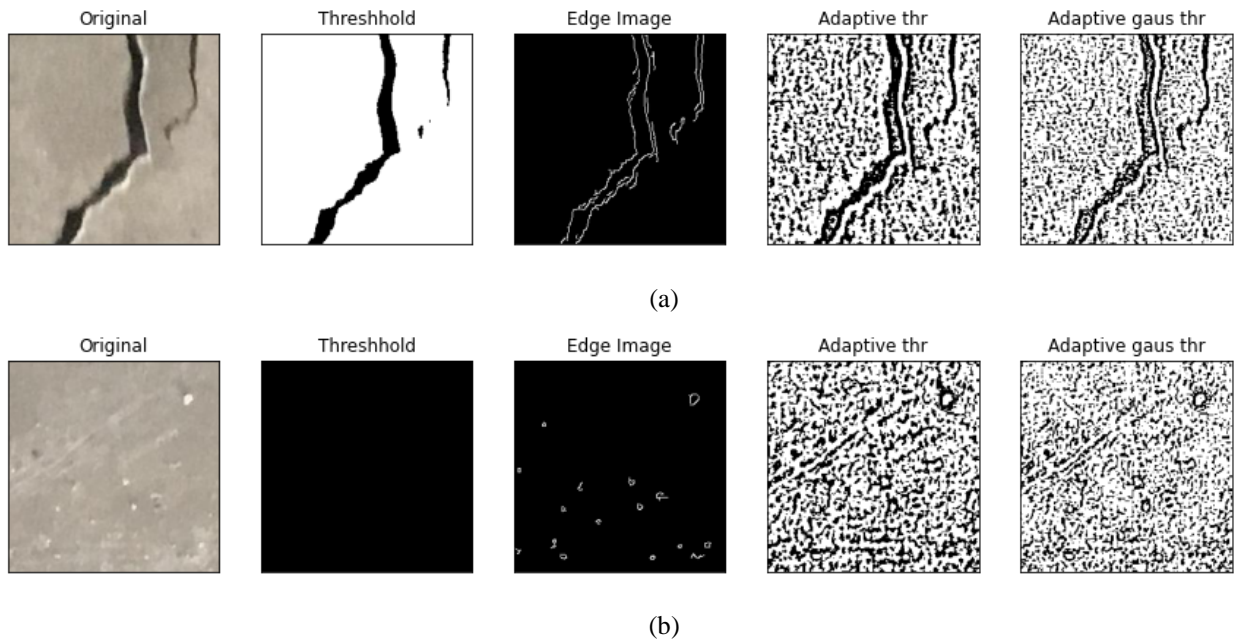 Original Threshhold Edge Image Adaptive thr Adaptive gaus thr
(a)
Original Threshhold Edge Image Adaptive thr Adaptive gaus thr
(b)